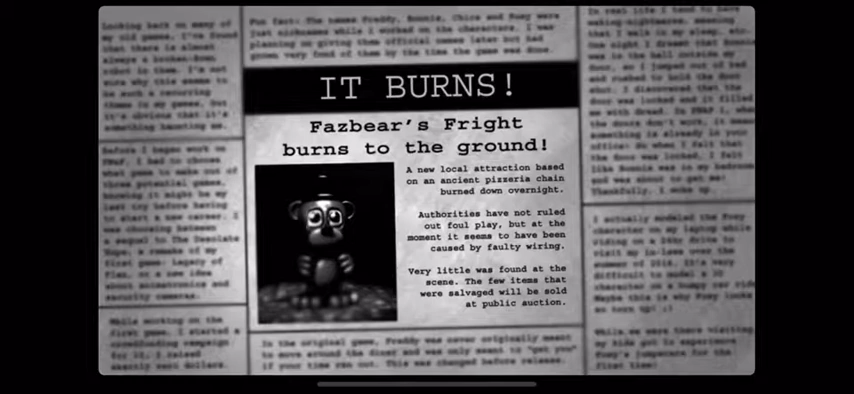 Looking back on many of
my old games, I've found
that there is almost
always a broken-down
robot in them. I'm not
sure why this seems to
be such a recurring
theme in my games, but
it's obvious that it's
something haunting me.
Before I began work on
FNaF, I had to choose
what game to make out of
three potential games,
knowing it might be my
last try before having
to start a new career. I
was choosing between
a sequel to The Desolate
Hope, a remake of my
first game: Legacy of
Flan, or a new idea
about animatronics and
security cameras.
While working on the
first game, I started a
crowdfunding campaign
for it. I raised
exactly zero dollars.
Fun fact: The names Freddy, Bonnie, Chica and Foxy were
just nicknames while I worked on the characters. I was
planning on giving them official names later but had
grown very fond of them by the time the game was done.
IT BURNS!
Fazbear's Fright
burns to the ground!
A new local attraction based
on an ancient pizzeria chain
burned down overnight.
Authorities have not ruled
out foul play, but at the
moment it seems to have been
caused by faulty wiring.
Very little was found at the
scene. The few items that
were salvaged will be sold
at public auction.
In the original game, Freddy was never originally meant
to move around the diner and was only meant to "get you"
if your time ran out. This was changed before release.
In real life I tend to have
waking-nightmares, meaning
that I walk in my sleep, etc.
One night I dreamed that Bonnie
was in the hall outside my
door, so I jumped out of bed
and rushed to hold the door
shut. I discovered that the
door was locked and it filled
me with dread. In FNAF 1, when
the doors don't work, it means
something is already in your
office! So when I felt that
the door was locked, I felt
like Bonnie was in my bedroom
and was about to get me!
Thankfully, I woke up.
I actually modeled the Foxy
character on my laptop while
riding on a 24hr drive to
visit my in-laws over the
summer of 2014. It's very
difficult to model a 3D
character on a bumpy car ride.
Maybe this is why Foxy looks
so torn up! :)
While we were there visiting,
my kids got to experience
Foxy's jumpscare for the
first time!